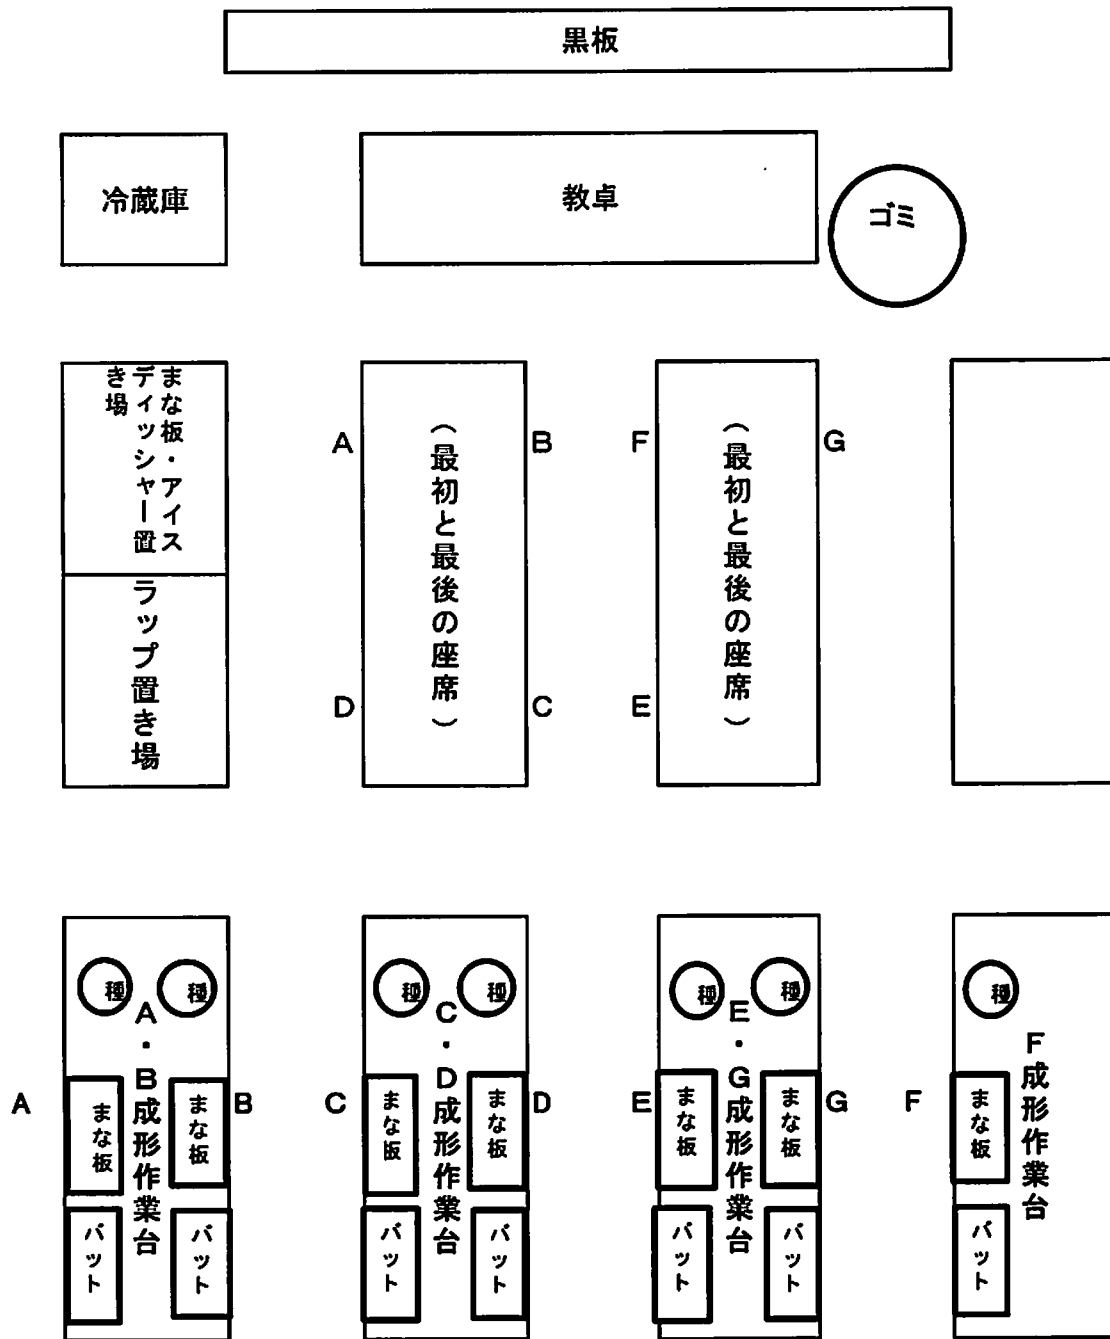 黒板
冷蔵庫
教卓
ゴミ
まな板・アイス
ディッシャー置
き場
ラップ置き場
A
(最初と最後の座席)
B
D
C
F
(最初と最後の座席)
G
E
種
種
A・B成形作業台
A
まな板
まな板
B
バット
バット
種
種
C・D成形作業台
C
まな板
まな板
D
バット
バット
種
種
E・G成形作業台
E
まな板
まな板
G
バット
バット
種
F成形作業台
F
まな板
バット